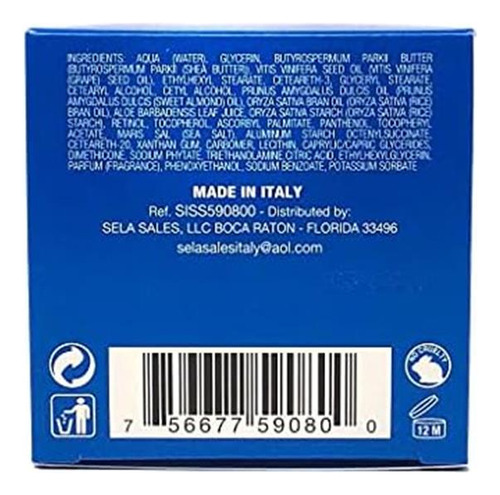 INGREDIENTS: AQUA (WATER), GLYCERIN, BUTYROSPERMUM PARKII BUTTER
(BUTYROSPERMUM PARKII (SHEA BUTTER)), VITIS VINIFERA SEED OIL (VITIS VINIFERA
(GRAPE) SEED OIL), ETHYLHEXYL STEARATE, CETEARETH-3, GLYCERYL STEARATE,
CETEARYL ALCOHOL, CETYL ALCOHOL, PRUNUS AMYGDALUS DULCIS OIL (PRUNUS
AMYGDALUS DULCIS (SWEET ALMOND) OIL), ORYZA SATIVA BRAN OIL (ORYZA SATIVA (RICE)
BRAN OIL), ALOE BARBADENSIS LEAF JUICE, ORYZA SATIVA STARCH (ORYZA SATIVA (RICE)
STARCH), RETINOL, TOCOPHEROL, ASCORBYL PALMITATE, PANTHENOL, TOCOPHERYL
ACETATE, MARIS SAL (SEA SALT), ALUMINUM STARCH OCTENYLSUCCINATE,
CETEARETH-20, XANTHAN GUM, CARBOMER, LECITHIN, CAPRYLIC/CAPRIC GLYCERIDES,
DIMETHICONE, SODIUM PHYTATE, TRIETHANOLAMINE CITRIC ACID, ETHYLHEXYLGLYCERIN,
PARFUM (FRAGRANCE), PHENOXYETHANOL, SODIUM BENZOATE, POTASSIUM SORBATE
MADE IN ITALY
Ref. SISS590800 - Distributed by:
SELA SALES, LLC BOCA RATON - FLORIDA 33496
selasalesitaly@aol.com
NO CRUELTY
7 56677 59080 0
12 M